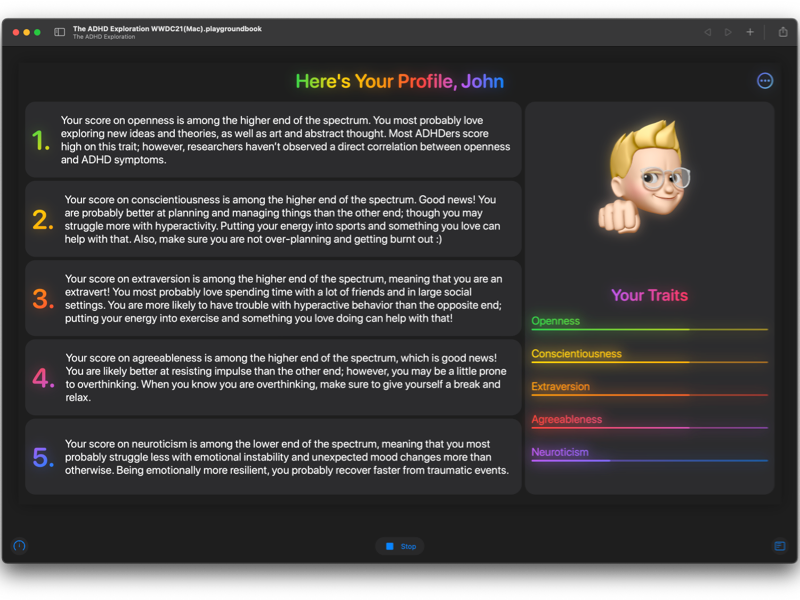 The ADHD Exploration WWDC21(Mac).playgroundbook
The ADHD Exploration
Here's Your Profile, John
1.
Your score on openness is among the higher end of the spectrum. You most probably love
exploring new ideas and theories, as well as art and abstract thought. Most ADHDers score
high on this trait; however, researchers haven't observed a direct correlation between openness
and ADHD symptoms.
2.
Your score on conscientiousness is among the higher end of the spectrum. Good news! You
are probably better at planning and managing things than the other end; though you may
struggle more with hyperactivity. Putting your energy into sports and something you love can
help with that. Also, make sure you are not over-planning and getting burnt out :)
3.
Your score on extraversion is among the higher end of the spectrum, meaning that you are an
extravert! You most probably love spending time with a lot of friends and in large social
settings. You are more likely to have trouble with hyperactive behavior than the opposite end;
putting your energy into exercise and something you love doing can help with that!
4.
Your score on agreeableness is among the higher end of the spectrum, which is good news!
You are likely better at resisting impulse than the other end; however, you may be a little prone
to overthinking. When you know you are overthinking, make sure to give yourself a break and
relax.
5.
Your score on neuroticism is among the lower end of the spectrum, meaning that you most
probably struggle less with emotional instability and unexpected mood changes more than
otherwise. Being emotionally more resilient, you probably recover faster from traumatic events.
Your Traits
Openness
Conscientiousness
Extraversion
Agreeableness
Neuroticism
Stop